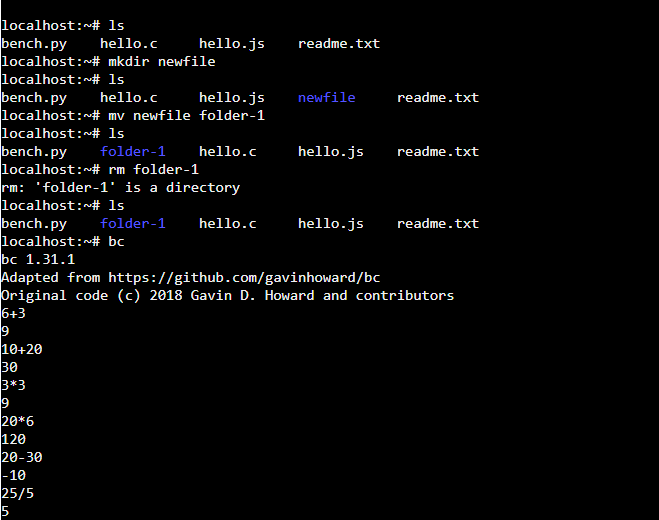 localhost:~# ls
bench.py    hello.c     hello.js    readme.txt
localhost:~# mkdir newfile
localhost:~# ls
bench.py    hello.c     hello.js    newfile     readme.txt
localhost:~# mv newfile folder-1
localhost:~# ls
bench.py    folder-1    hello.c     hello.js    readme.txt
localhost:~# rm folder-1
rm: 'folder-1' is a directory
localhost:~# ls
bench.py    folder-1    hello.c     hello.js    readme.txt
localhost:~# bc
bc 1.31.1
Adapted from https://github.com/gavinhoward/bc
Original code (c) 2018 Gavin D. Howard and contributors
6+3
9
10+20
30
3*3
9
20*6
120
20-30
-10
25/5
5